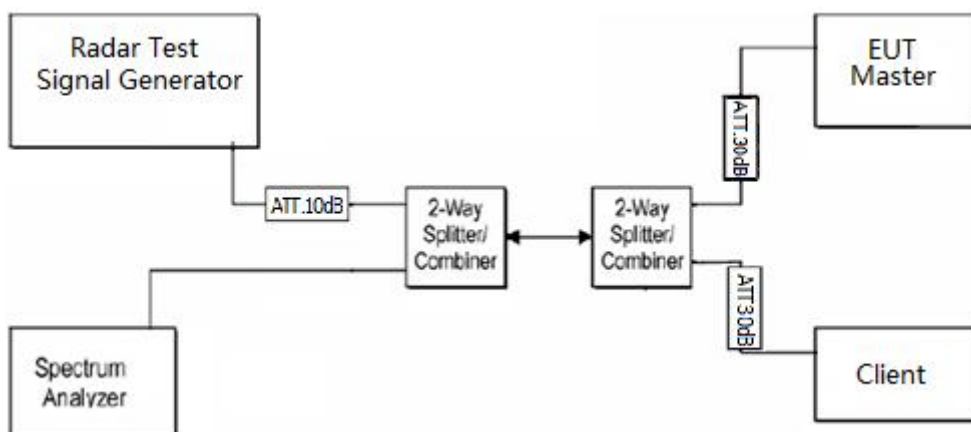 Radar Test
Signal Generator
EUT
Master
ATT.30dB
ATT.10dB
2-Way
Splitter/
Combiner
2-Way
Splitter/
Combiner
ATT30dB
Spectrum
Analyzer
Client